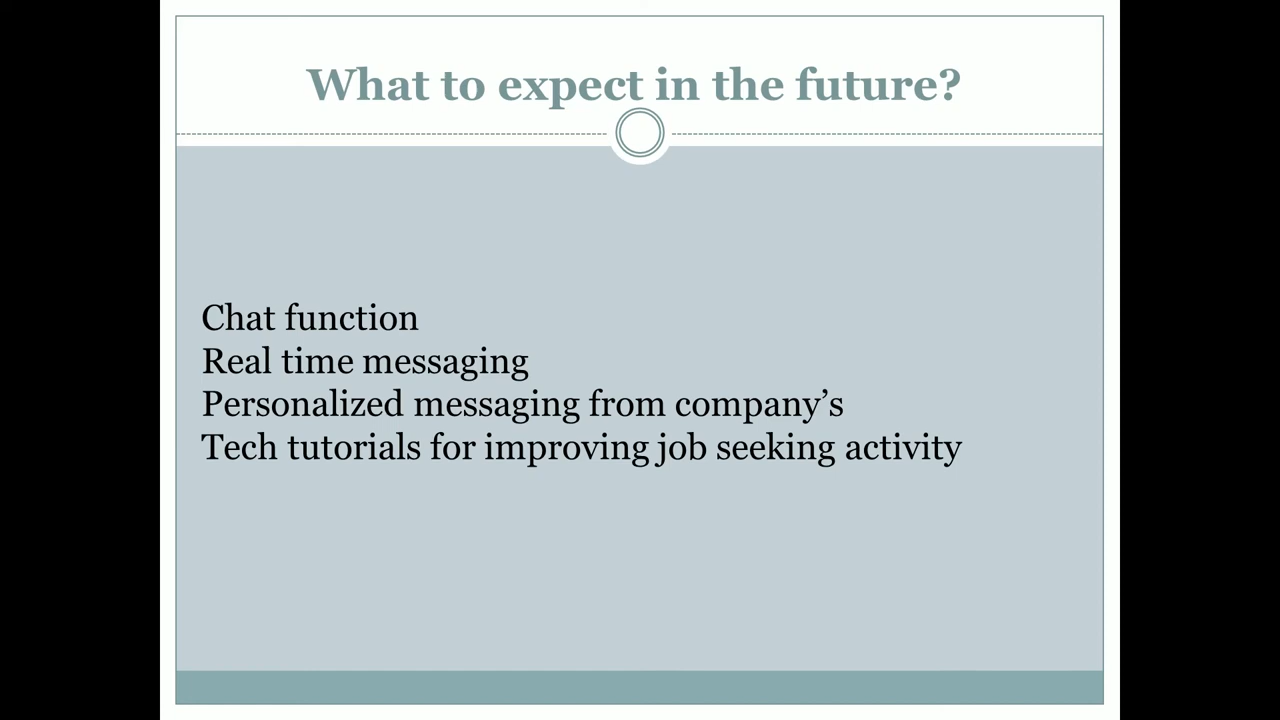 What to expect in the future?
Chat function
Real time messaging
Personalized messaging from company’s
Tech tutorials for improving job seeking activity